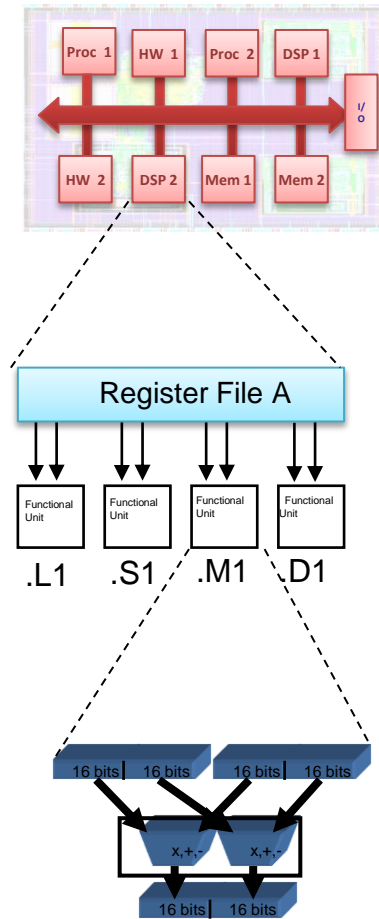 Proc 1 HW 1 Proc 2 DSP 1
I/
O
HW 2 DSP 2 Mem 1 Mem 2
Register File A
Functional Unit
Functional Unit
Functional Unit
Functional Unit
.L1 .S1 .M1 .D1
16 bits 16 bits 16 bits 16 bits
x,+,- x,+,-
16 bits 16 bits